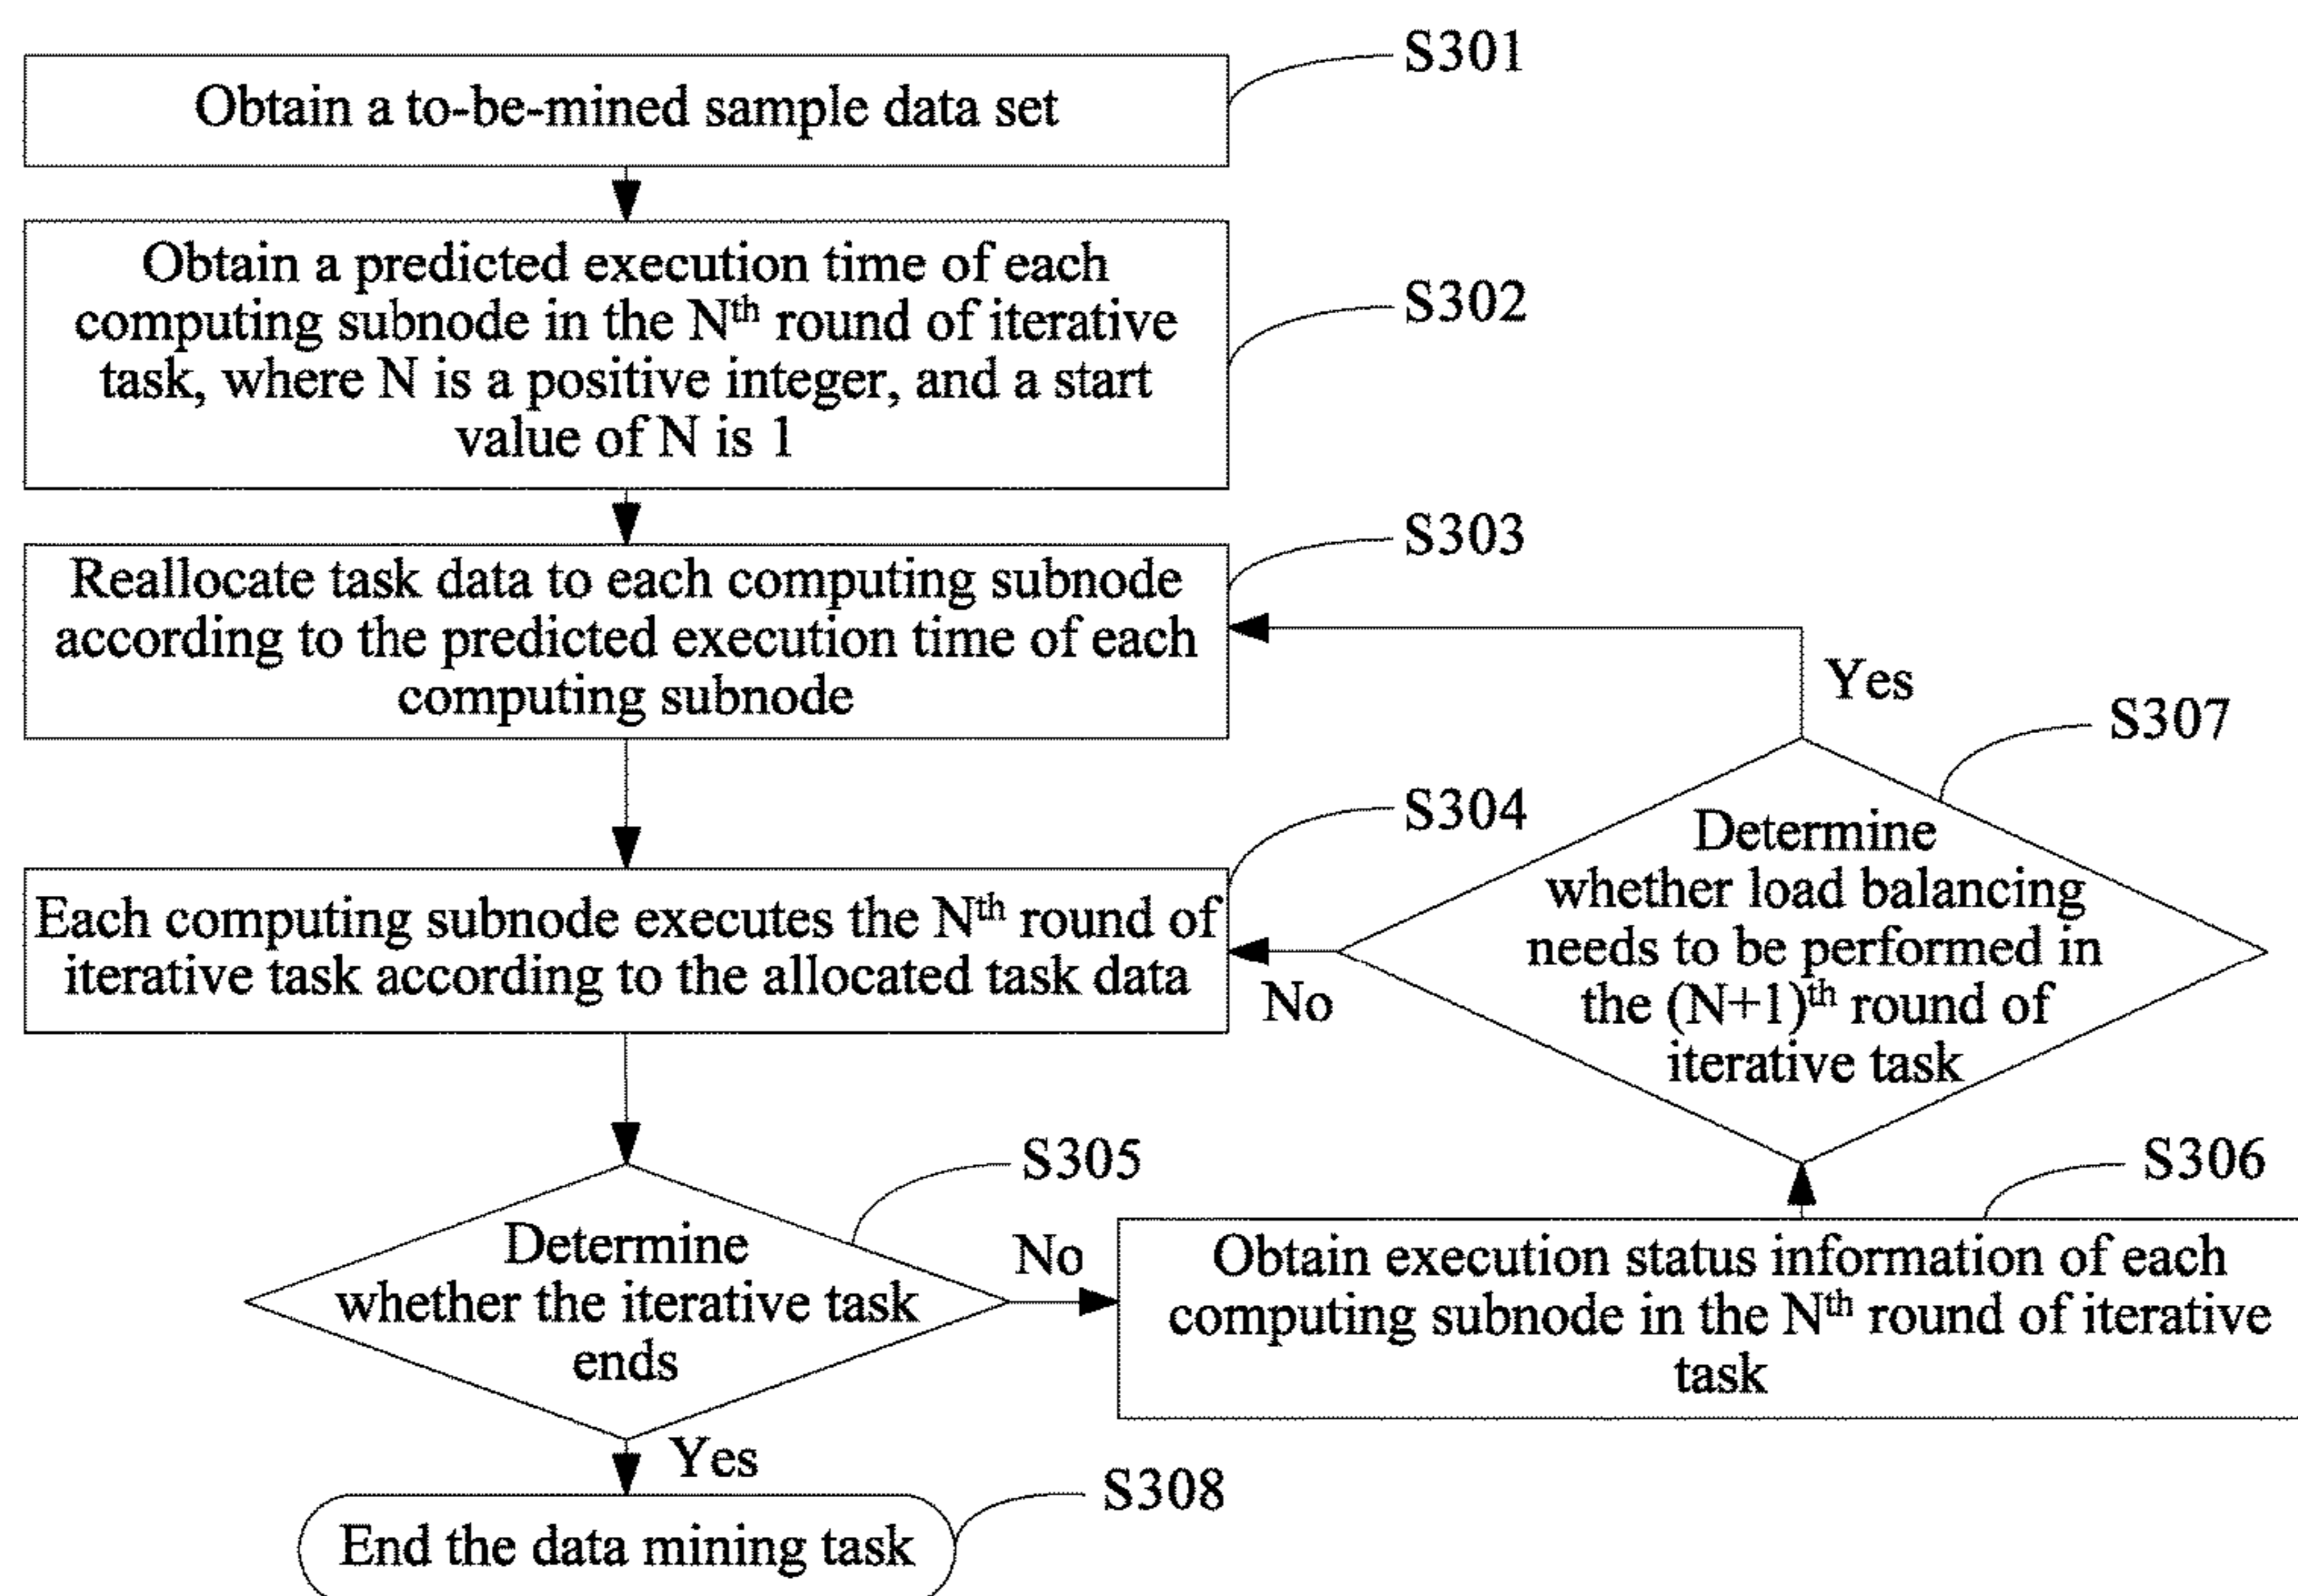 S301
Obtain a to-be-mined sample data set
Obtain a predicted execution time of each
computing subnode in the Nth round of iterative
task, where N is a positive integer, and a start
value of N is 1
S302
S303
Reallocate task data to each computing subnode
according to the predicted execution time of each
computing subnode
Yes
S307
S304
Each computing subnode executes the Nth round of
iterative task according to the allocated task data
No
Determine
whether load balancing
needs to be performed in
the (N+1)th round of
iterative task
S305
Determine
whether the iterative task
ends
No
S306
Obtain execution status information of each
computing subnode in the Nth round of iterative
task
Yes
S308
End the data mining task